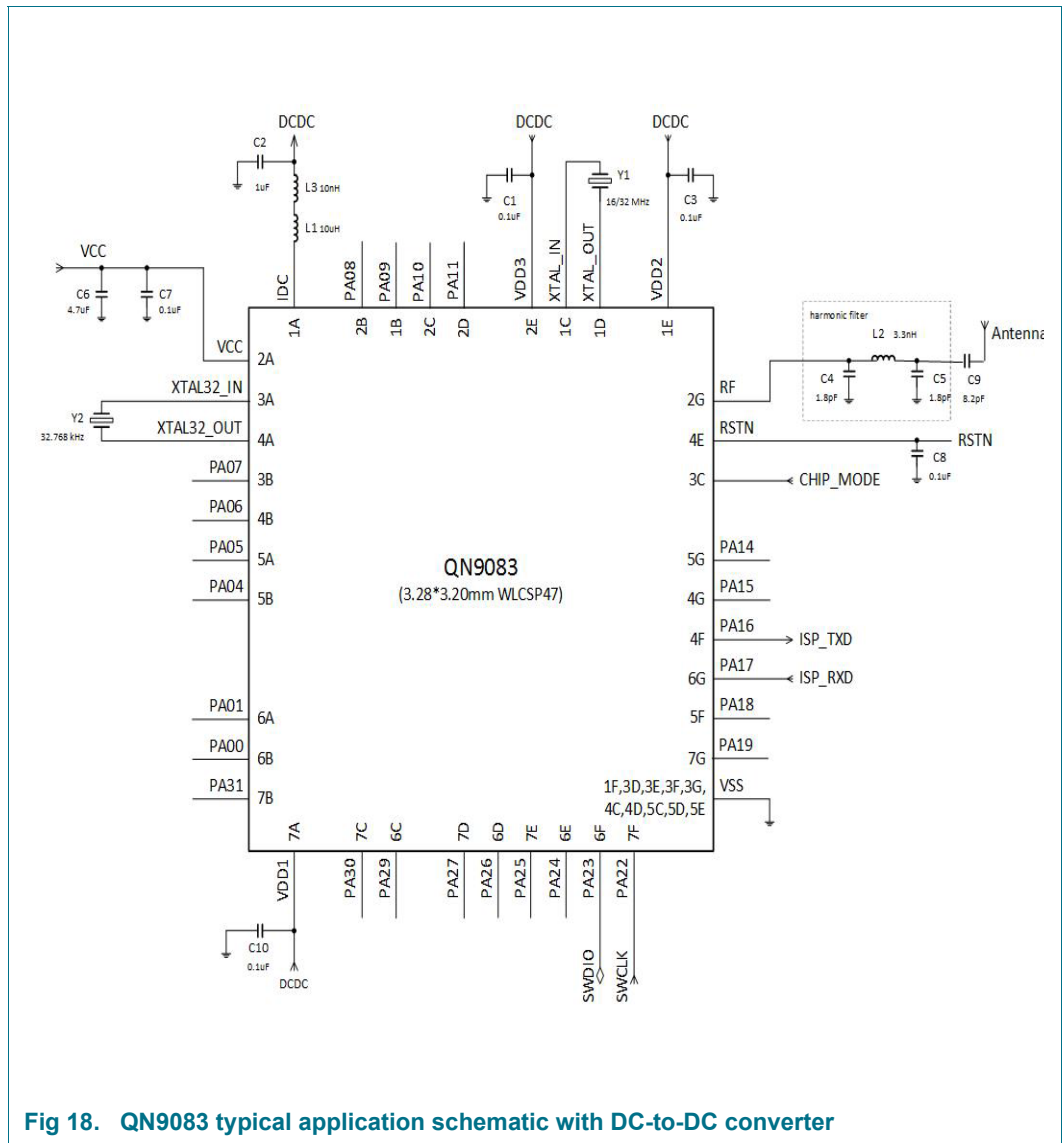 DCDC
DCDC
DCDC
C2
1uF
L3 10nH
L1 10uH
C1
0.1uF
Y1
16/32 MHz
C3
0.1uF
VCC
C6
4.7uF
C7
0.1uF
IDC
PA08
PA09
PA10
PA11
VDD3
XTAL_IN
XTAL_OUT
VDD2
1A
2B
1B
2C
2D
2E
1C
1D
1E
harmonic filter
L2 3.3nH
C4
1.8pF
C5
1.8pF
C9
8.2pF
Antenna
VCC
2A
XTAL32_IN
3A
Y2
32.768 kHz
XTAL32_OUT
4A
PA07
3B
PA06
4B
PA05
5A
PA04
5B
PA01
6A
PA00
6B
PA31
7B
QN9083
(3.28*3.20mm WLCSP47)
2G
RF
4E
RSTN
RSTN
C8
0.1uF
3C
CHIP_MODE
5G
PA14
4G
PA15
4F
PA16
ISP_TXD
6G
PA17
ISP_RXD
5F
PA18
7G
PA19
1F,3D,3E,3F,3G,
4C,4D,5C,5D,5E
VSS
7A
7C
6C
7D
6D
7E
6E
6F
7F
VDD1
PA30
PA29
PA27
PA26
PA25
PA24
PA23
PA22
C10
0.1uF
DCDC
SWDIO
SWCLK
Fig 18. QN9083 typical application schematic with DC-to-DC converter